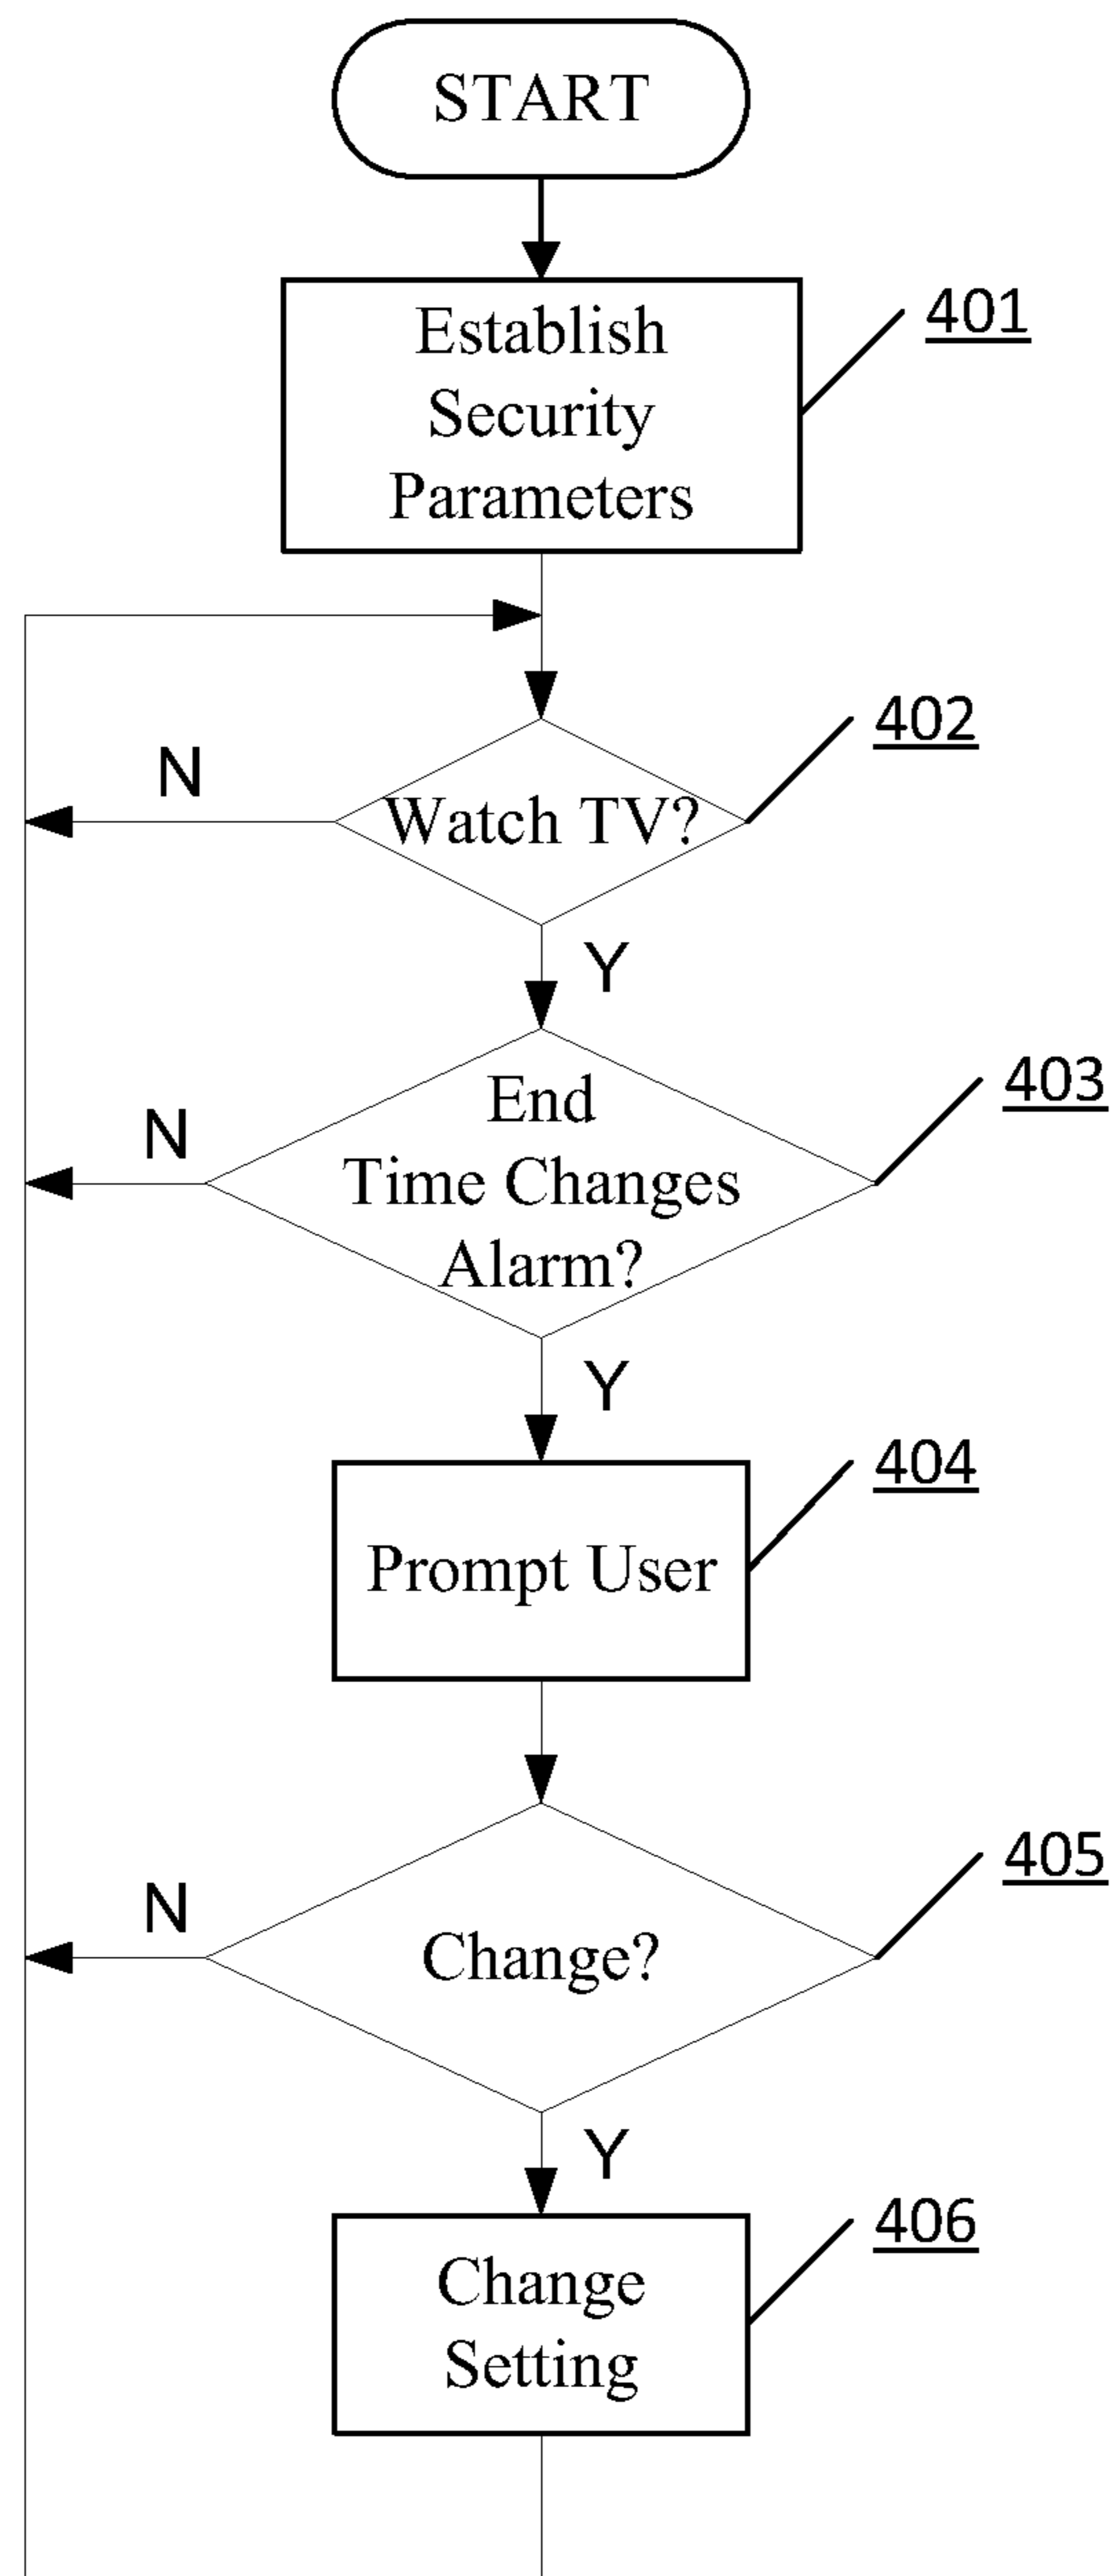 START
Establish
Security
Parameters
401
Watch TV?
402
N
Y
End
Time Changes
Alarm?
403
N
Y
Prompt User
404
Change?
405
N
Y
Change
Setting
406